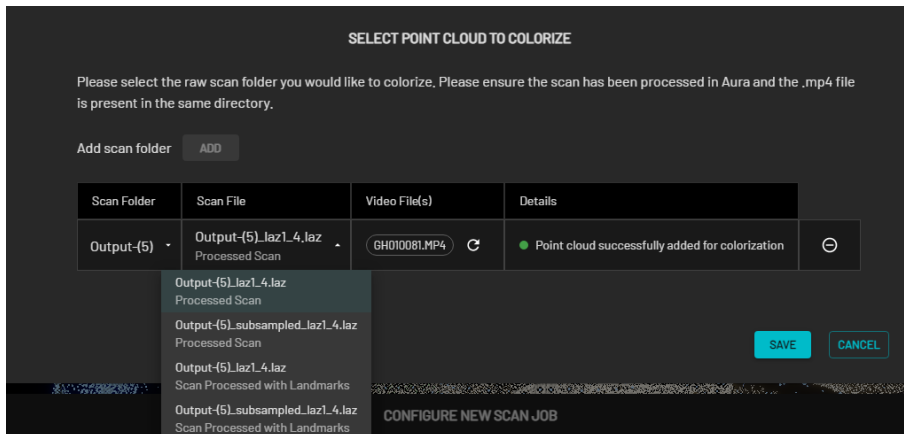 SELECT POINT CLOUD TO COLORIZE
Please select the raw scan folder you would like to colorize. Please ensure the scan has been processed in Aura and the .mp4 file
is present in the same directory.
Add scan folder ADD
Scan Folder Scan File Video File(s) Details
Output-(5) Output-(5)_laz1_4.laz GH010081.MP4 Point cloud successfully added for colorization
Processed Scan
Output-(5)_laz1_4.laz
Processed Scan
Output-(5)_subsampled_laz1_4.laz
Processed Scan
Output-(5)_laz1_4.laz
Scan Processed with Landmarks
Output-(5)_subsampled_laz1_4.laz
Scan Processed with Landmarks
SAVE CANCEL
CONFIGURE NEW SCAN JOB